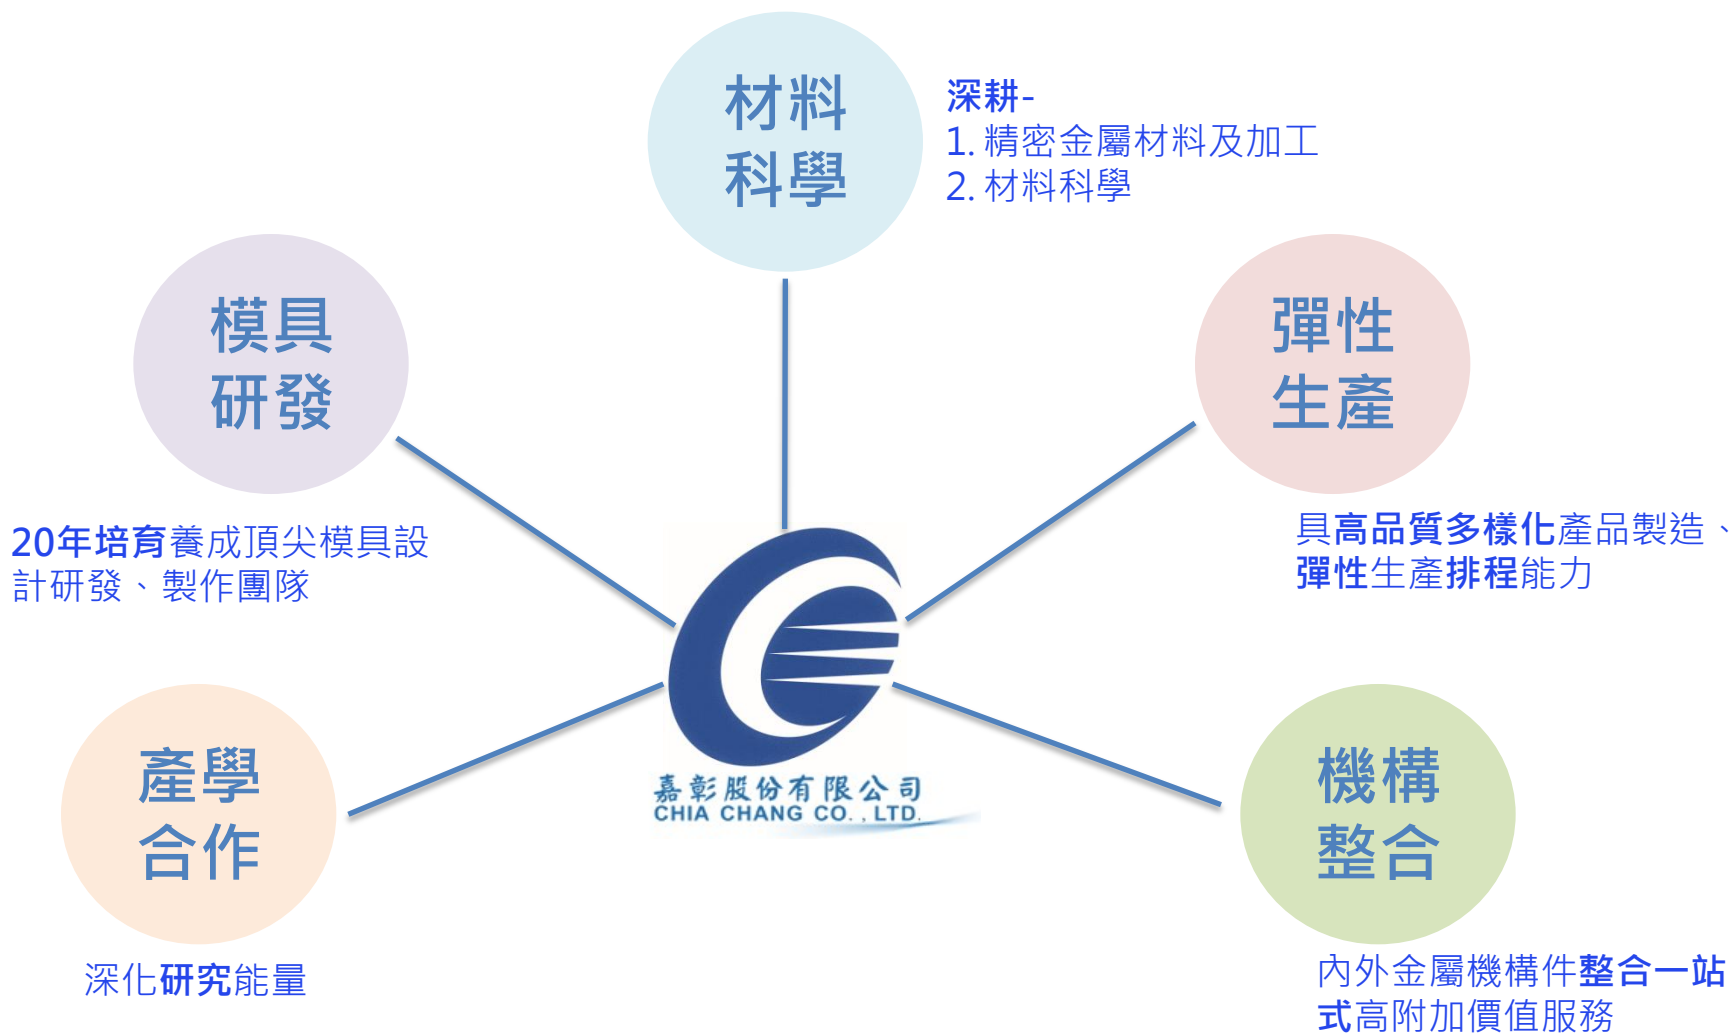 材料
科學
深耕-
1. 精密金屬材料及加工
2. 材料科學
模具
研發
20年培育養成頂尖模具設
計研發、製作團隊
彈性
生產
具高品質多樣化產品製造、
彈性生產排程能力
產學
合作
深化研究能量
嘉彰股份有限公司
CHIA CHANG CO., LTD.
機構
整合
內外金屬機構件整合一站
式高附加價值服務